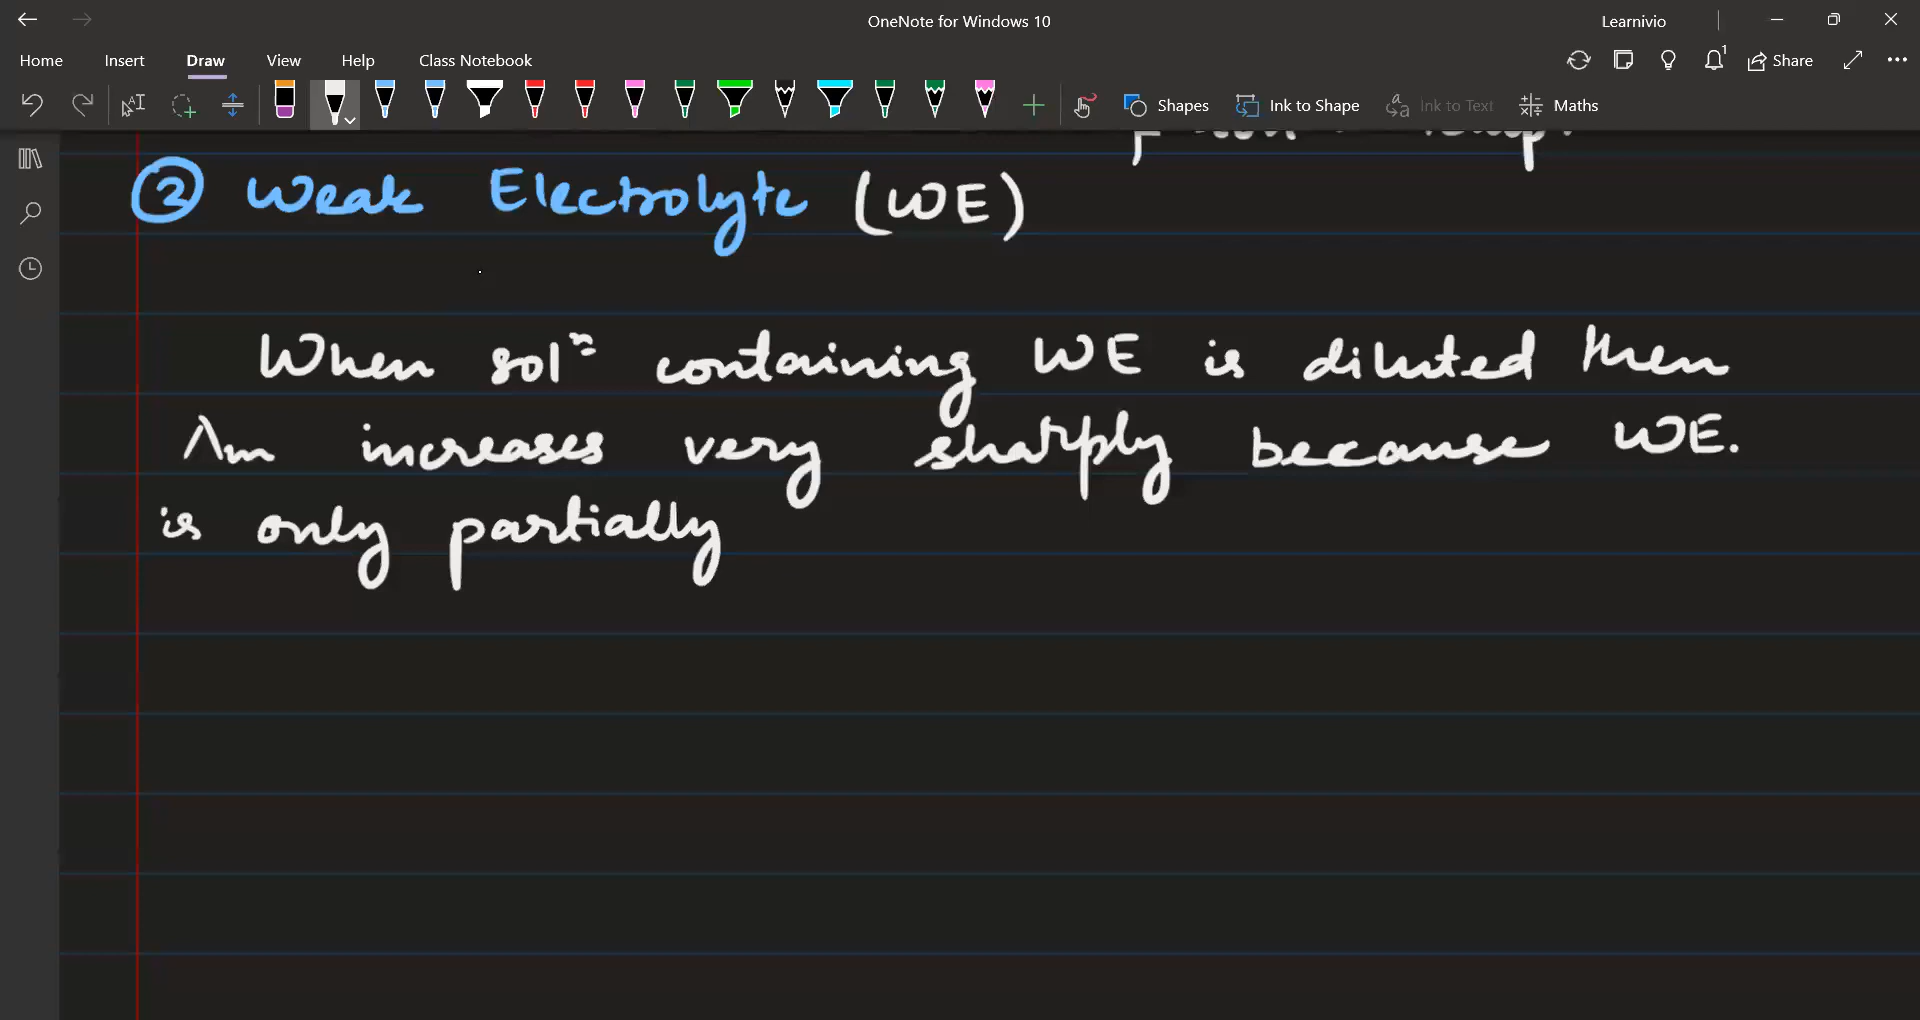 OneNote for Windows 10
Learnivio
Home Insert Draw View Help Class Notebook
1
Share
Shapes Ink to Shape Ink to Text Maths
② Weak Electrolyte (WE)
When solⁿ containing WE is diluted then
Λm increases very sharply because WE.
is only partially